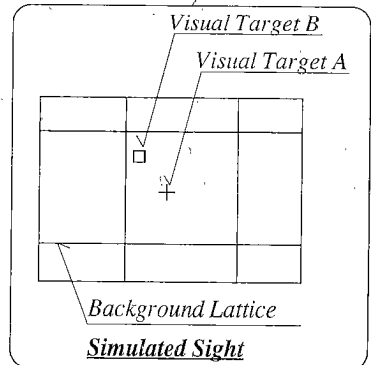 Visual Target B
Visual Target A
Background Lattice
Simulated Sight